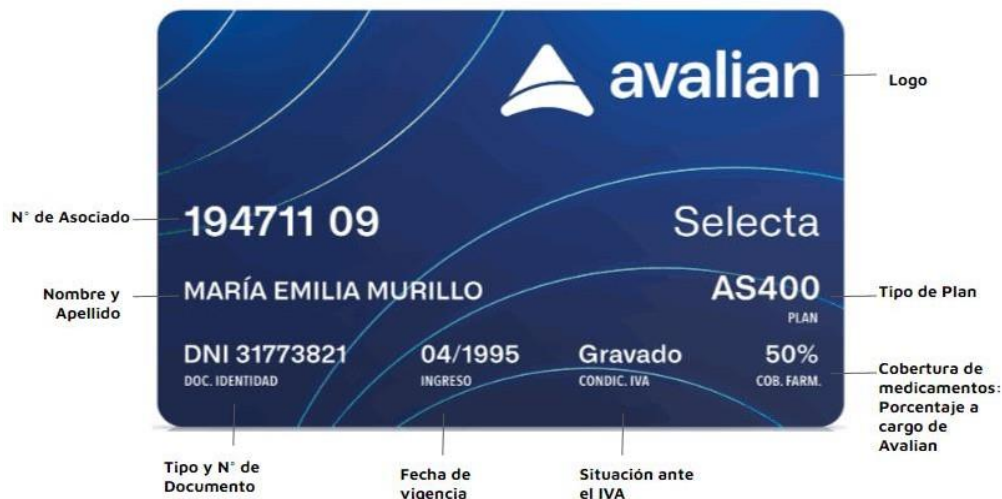 avalian
Logo
N° de Asociado
194711 09
Selecta
Nombre y
Apellido
MARÍA EMILIA MURILLO
AS400
PLAN
Tipo de Plan
DNI 31773821
DOC. IDENTIDAD
04/1995
INGRESO
Gravado
CONDIC. IVA
50%
COB. FARM.
Cobertura de
medicamentos:
Porcentaje a
cargo de
Avalian
Tipo y N° de
Documento
Fecha de
vigencia
Situación ante
el IVA